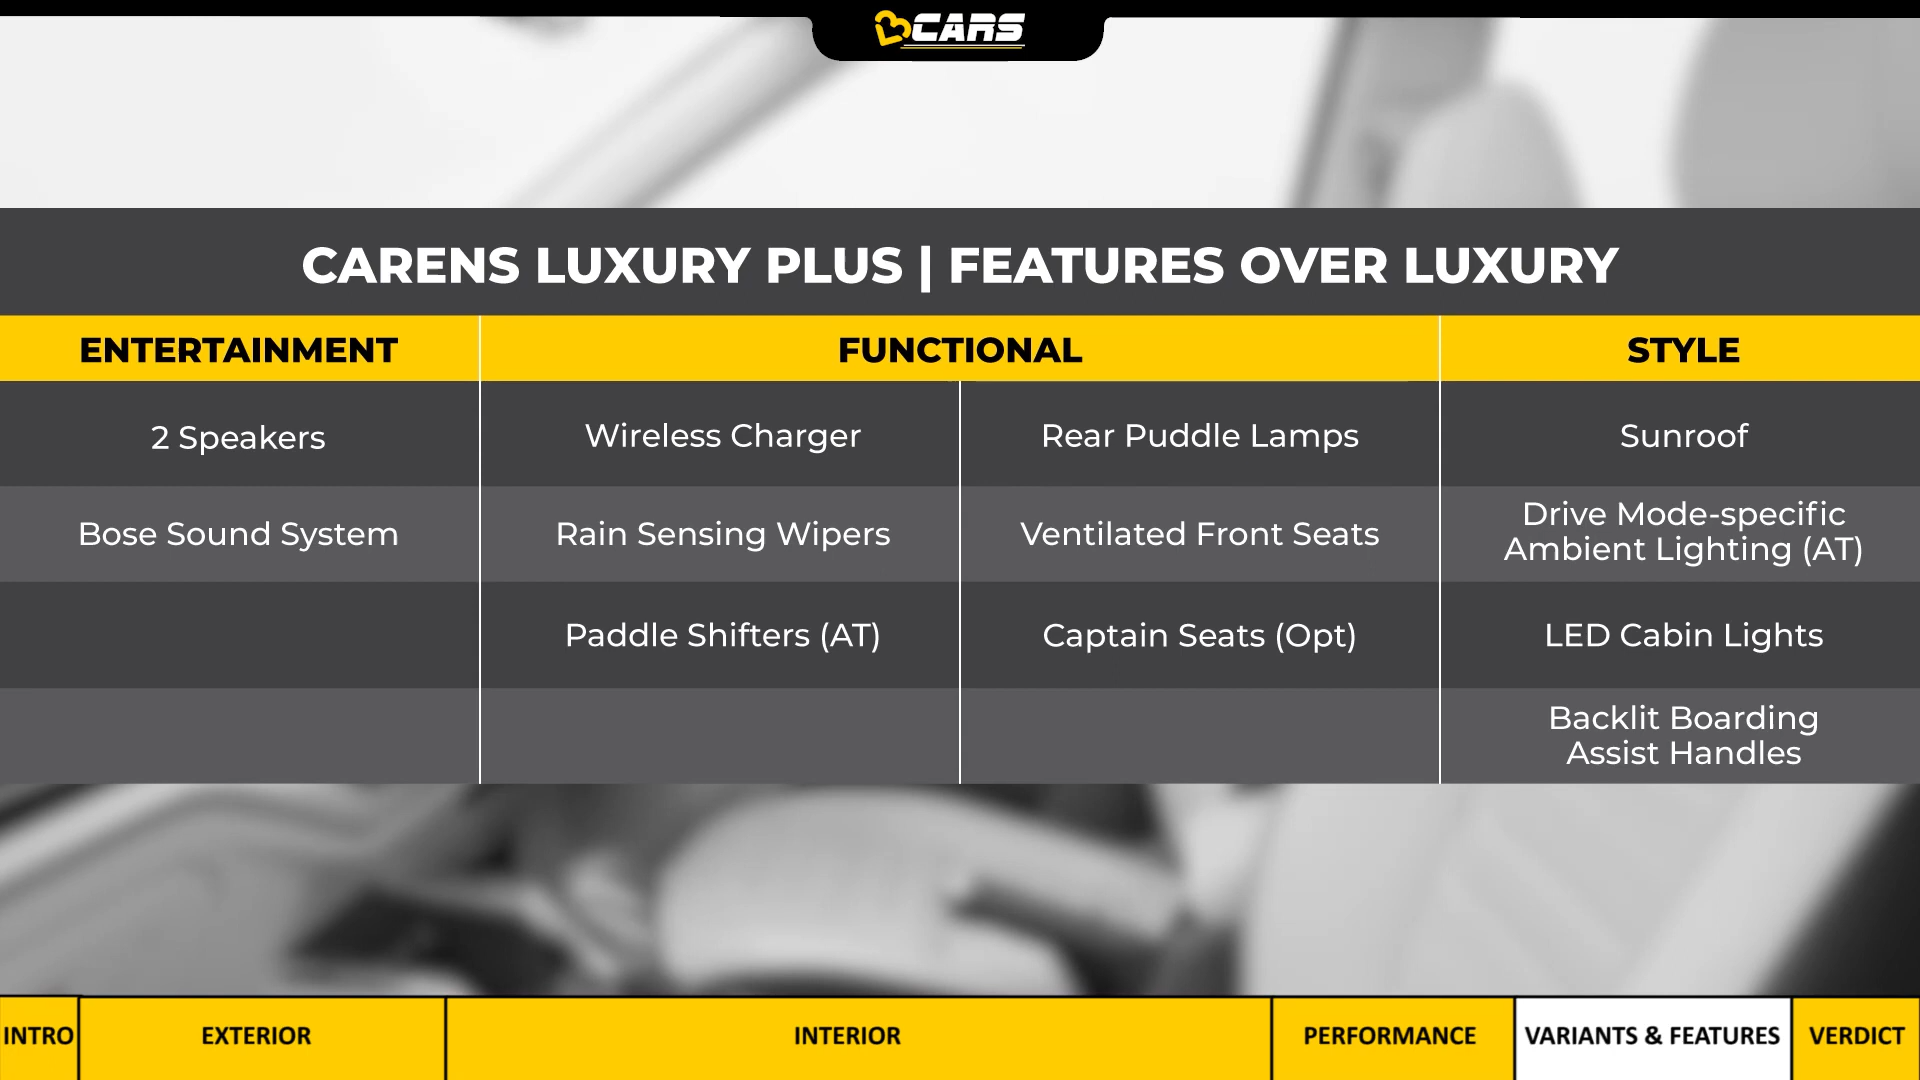 CARS
CARENS LUXURY PLUS | FEATURES OVER LUXURY
ENTERTAINMENT
FUNCTIONAL
STYLE
2 Speakers
Wireless Charger
Rear Puddle Lamps
Sunroof
Bose Sound System
Rain Sensing Wipers
Ventilated Front Seats
Drive Mode-specific
Ambient Lighting (AT)
Paddle Shifters (AT)
Captain Seats (Opt)
LED Cabin Lights
Backlit Boarding
Assist Handles
INTRO
EXTERIOR
INTERIOR
PERFORMANCE
VARIANTS & FEATURES
VERDICT